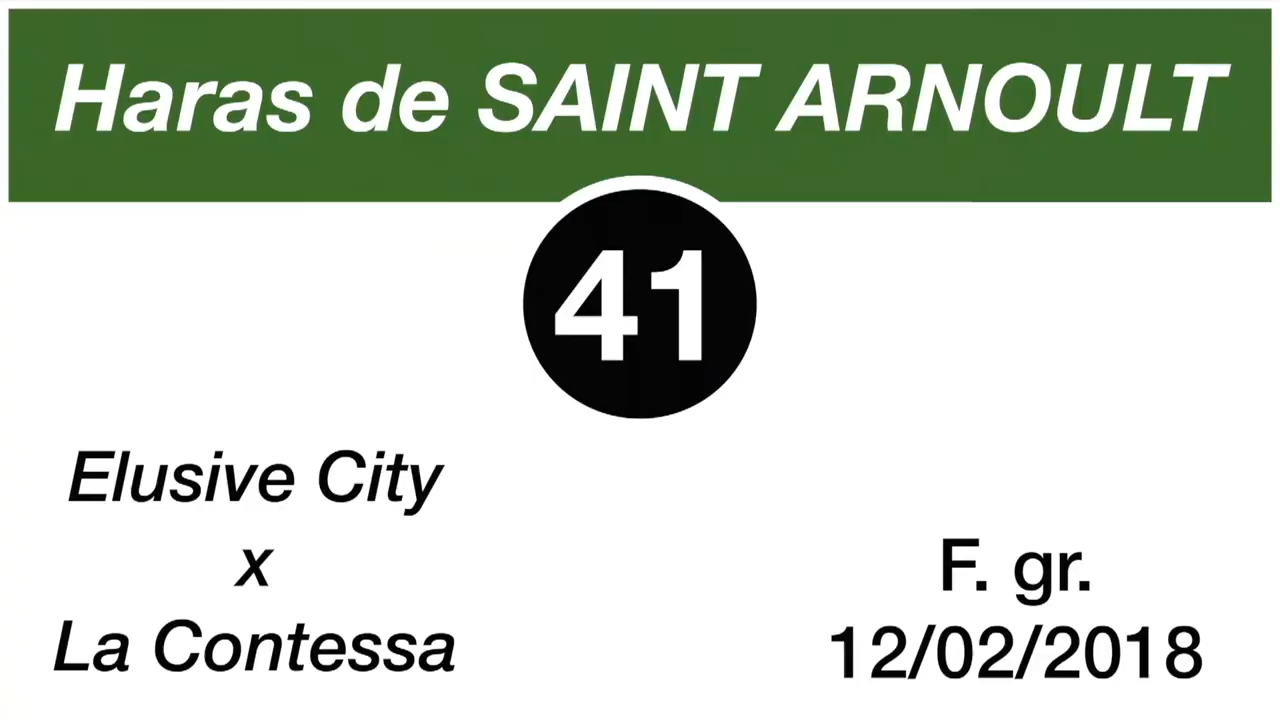 Haras de SAINT ARNOULT
41
Elusive City
x
La Contessa
F. gr.
12/02/2018